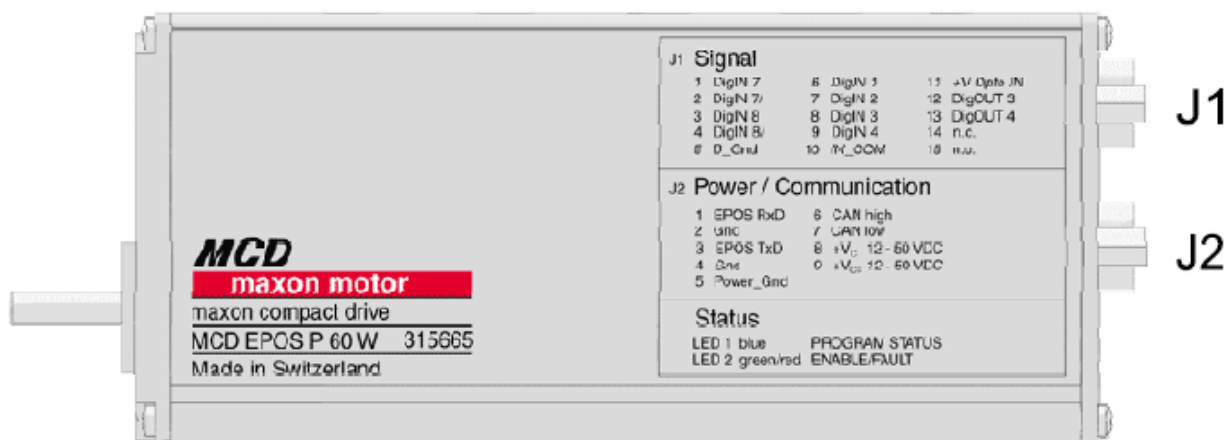 J1 Signal
1 DigIN 7 6 DigIN 1 11 +V Opto IN
2 DigIN 7/ 7 DigIN 2 12 DigOUT 3
3 DigIN 8 8 DigIN 3 13 DigOUT 4
4 DigIN 8/ 9 DigIN 4 14 n.c.
5 D_Gnd 10 IN_COM 15 n.c.
J1
J2 Power / Communication
1 EPOS RxD 6 CAN high
2 Gnd 7 CAN low
3 EPOS TxD 8 12 - 50 VDC
4 Gnd 9 12 - 50 VDC
5 Power_Gnd
J2
MCD
maxon motor
maxon compact drive
MCD EPOS P 60 W 315665
Made in Switzerland
Status
LED 1 blue PROGRAM STATUS
LED 2 green/red ENABLE/FAULT